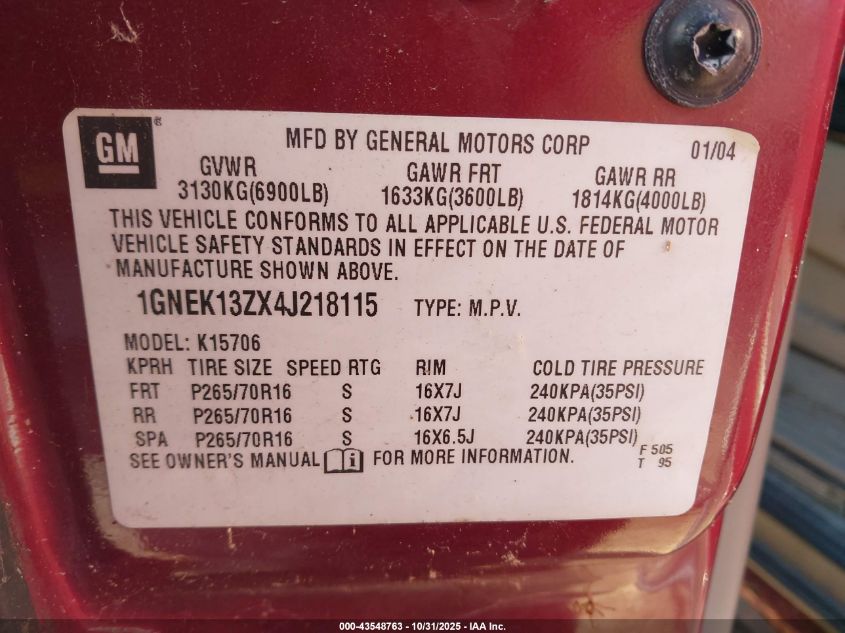 GM ®
MFD BY GENERAL MOTORS CORP 01/04
GVWR GAWR FRT GAWR RR
3130KG(6900LB) 1633KG(3600LB) 1814KG(4000LB)
THIS VEHICLE CONFORMS TO ALL APPLICABLE U.S. FEDERAL MOTOR
VEHICLE SAFETY STANDARDS IN EFFECT ON THE DATE OF
MANUFACTURE SHOWN ABOVE.
1GNEK13ZX4J218115 TYPE: M.P.V.
MODEL: K15706
KPRH TIRE SIZE SPEED RTG RIM COLD TIRE PRESSURE
FRT P265/70R16 S 16X7J 240KPA(35PSI)
RR P265/70R16 S 16X7J 240KPA(35PSI)
SPA P265/70R16 S 16X6.5J 240KPA(35PSI)
SEE OWNER'S MANUAL i FOR MORE INFORMATION. F 505
T 95
000-43548763 - 10/31/2025 - IAA Inc.